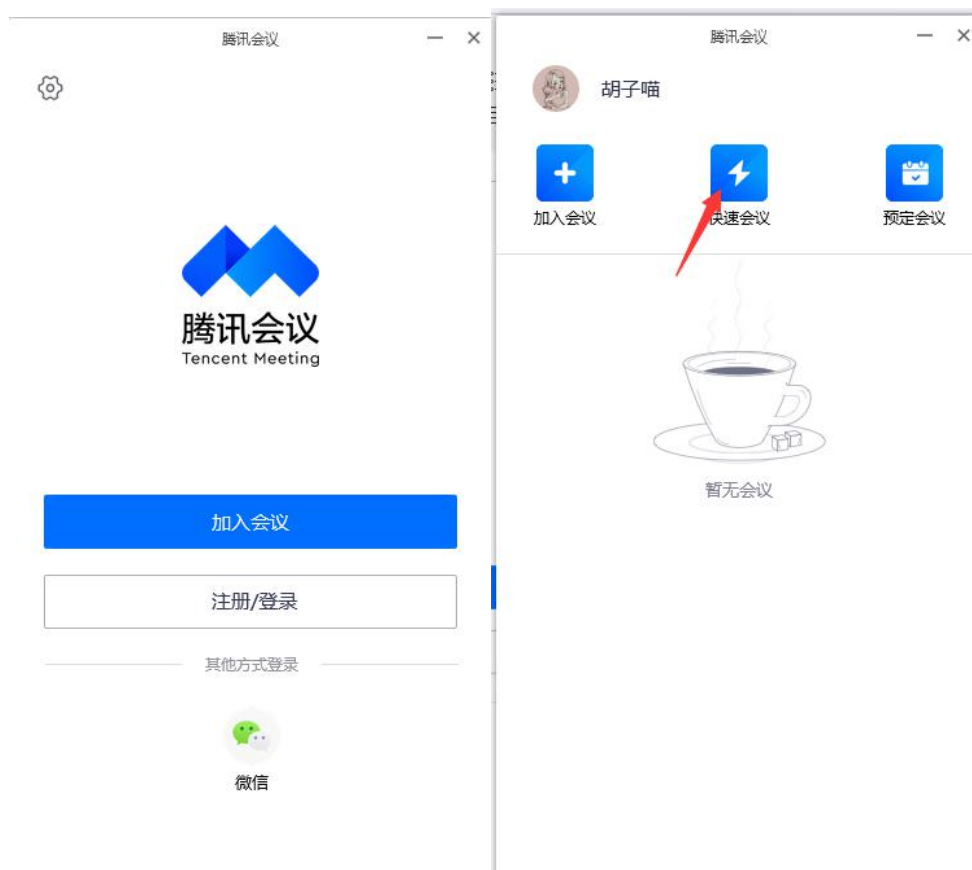 腾讯会议
腾讯会议
Tencent Meeting
加入会议
注册/登录
其他方式登录
微信
腾讯会议
胡子喵
加入会议
快速会议
预定会议
暂无会议